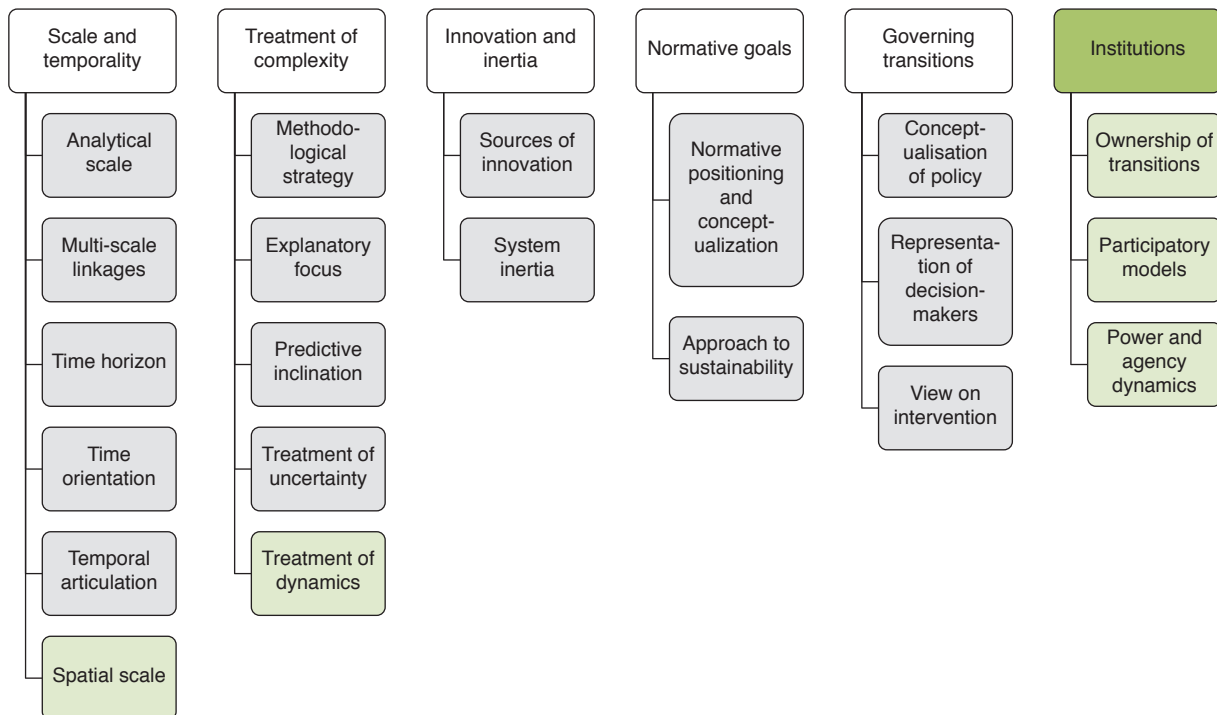 Scale and
temporality
Analytical
scale
Multi-scale
linkages
Time horizon
Time
orientation
Temporal
articulation
Spatial scale
Treatment of
complexity
Methodo-
logical
strategy
Explanatory
focus
Predictive
inclination
Treatment of
uncertainty
Treatment of
dynamics
Innovation and
inertia
Sources of
innovation
System
inertia
Normative goals
Normative
positioning
and
concept-
ualization
Approach to
sustainability
Governing
transitions
Concept-
ualisation
of policy
Representa-
tion of
decision-
makers
View on
intervention
Institutions
Ownership of
transitions
Participatory
models
Power and
agency
dynamics